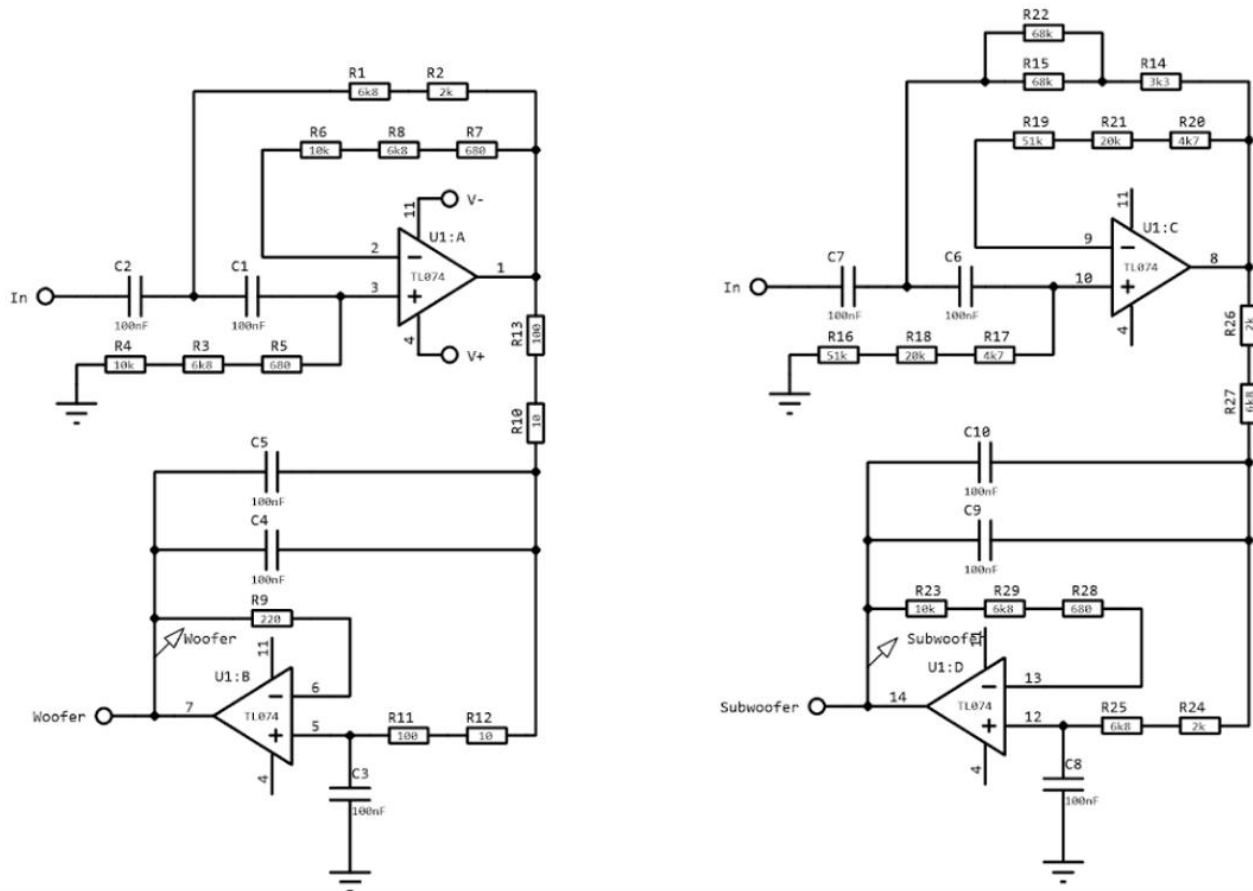 R1
6k8
R2
2k
R6
10k
R8
6k8
R7
680
11
V-
U1:A
2
TL074
1
3
4
V+
In
C2
100nF
C1
100nF
R4
10k
R3
6k8
R5
680
R13
100
R10
10
C5
100nF
C4
100nF
R9
220
Woofer
11
U1:B
6
TL074
Woofer
7
5
R11
100
R12
10
4
C3
100nF
R22
68k
R15
68k
R14
3k3
R19
51k
R21
20k
R20
4k7
11
U1:C
9
TL074
8
10
4
In
C7
100nF
C6
100nF
R16
51k
R18
20k
R17
4k7
R26
2k
R27
6k8
C10
100nF
C9
100nF
R23
10k
R29
6k8
R28
680
Subwoofer
11
U1:D
13
TL074
Subwoofer
14
12
R25
6k8
R24
2k
4
C8
100nF